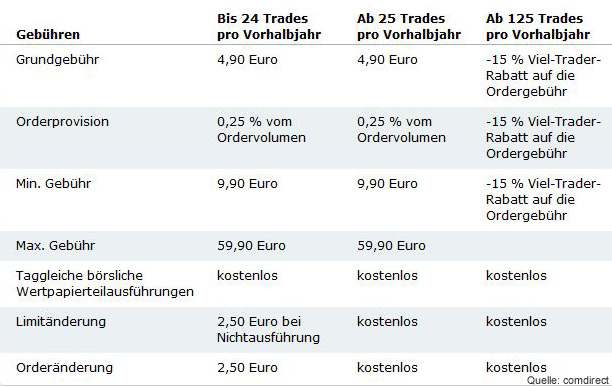 Gebühren Bis 24 Trades pro Vorhalbjahr Ab 25 Trades pro Vorhalbjahr Ab 125 Trades pro Vorhalbjahr
Grundgebühr 4,90 Euro 4,90 Euro -15 % Viel-Trader-
Rabatt auf die
Ordergebühr
Orderprovision 0,25 % vom 0,25 % vom -15 % Viel-Trader-
Ordervolumen Ordervolumen Rabatt auf die
Ordergebühr
Min. Gebühr 9,90 Euro 9,90 Euro -15 % Viel-Trader-
Rabatt auf die
Ordergebühr
Max. Gebühr 59,90 Euro 59,90 Euro
Taggleiche börsliche kostenlos kostenlos kostenlos
Wertpapierteilausführungen
Limitänderung 2,50 Euro bei kostenlos kostenlos
Nichtausführung
Orderänderung 2,50 Euro kostenlos kostenlos
Quelle: comdirect